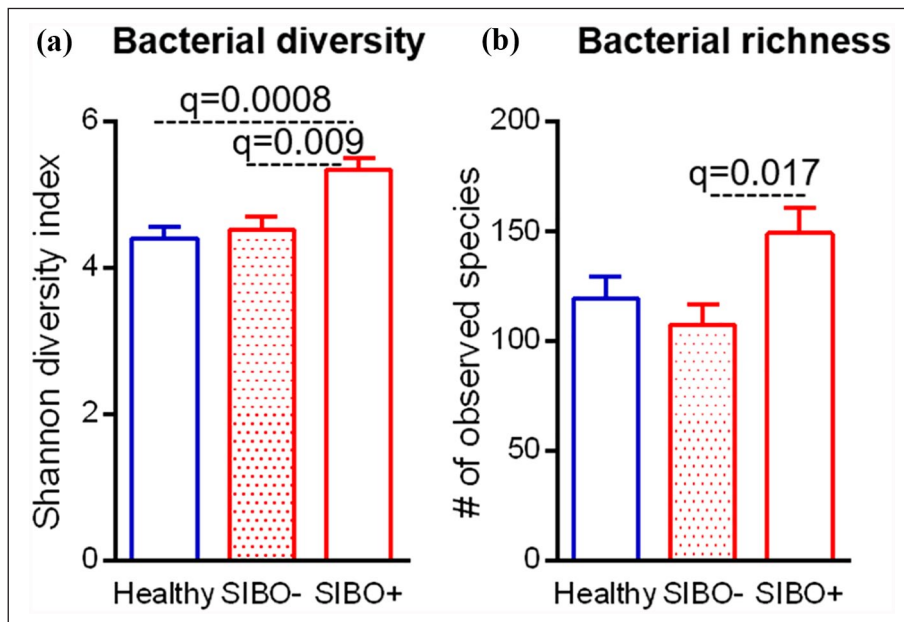 (a) Bacterial diversity
q=0.0008
q=0.009
Shannon diversity index
6
4
2
0
Healthy SIBO- SIBO+
(b) Bacterial richness
q=0.017
# of observed species
200
150
100
50
0
Healthy SIBO- SIBO+